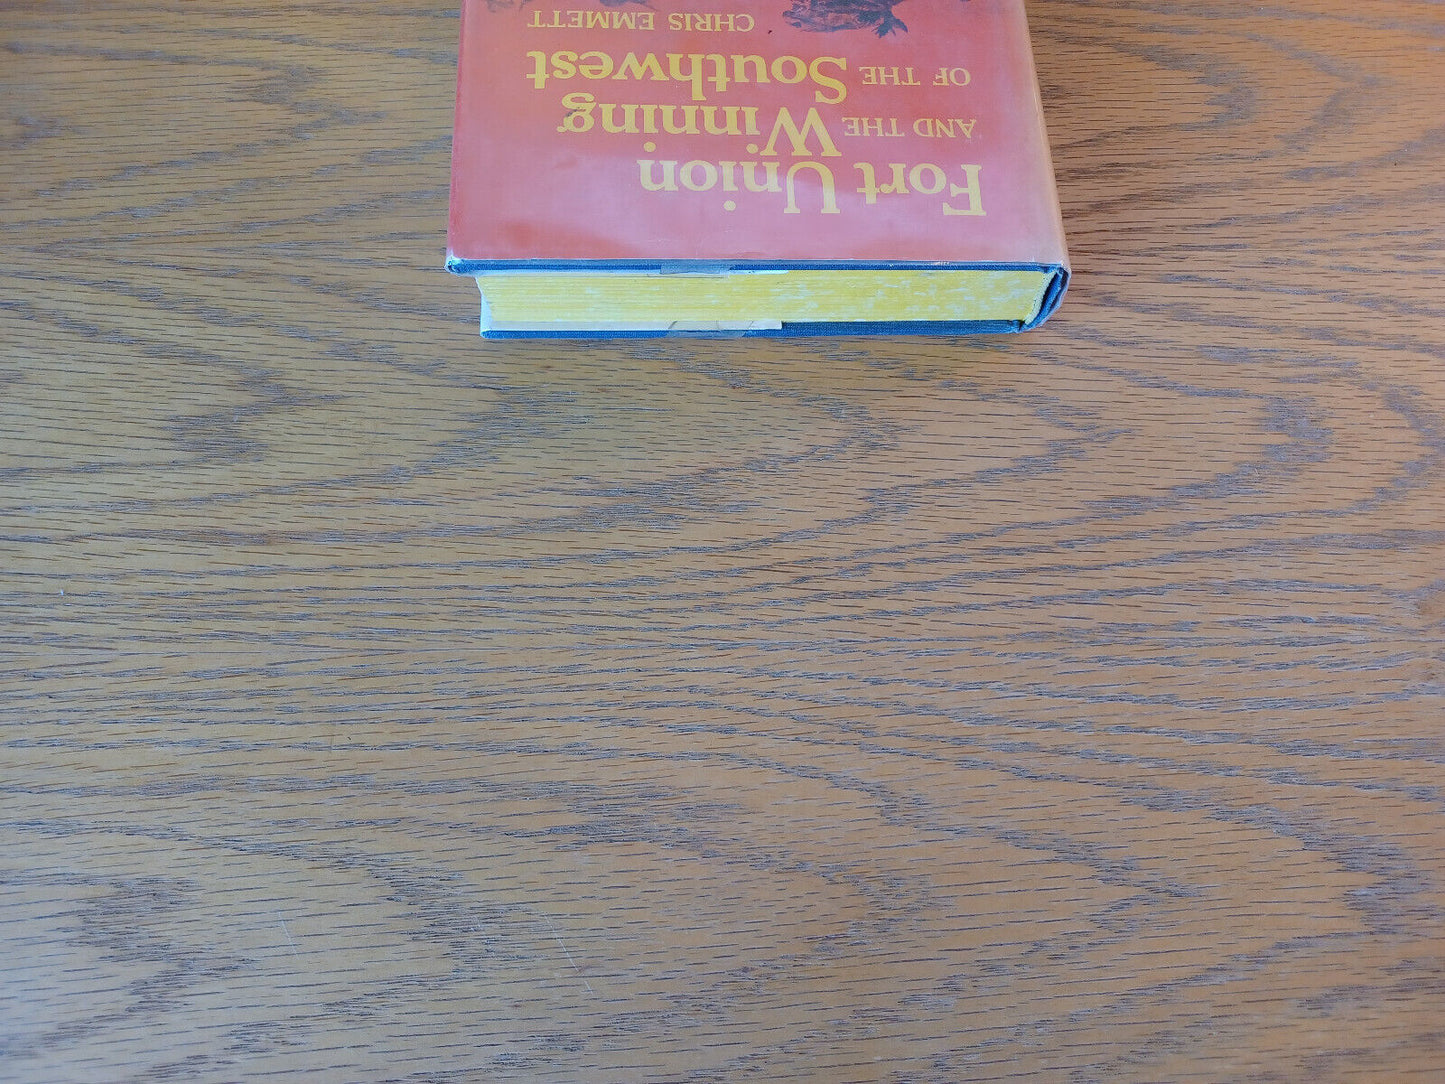 Fort Union
AND THE Winning
OF THE Southwest
CHRIS EMMETT